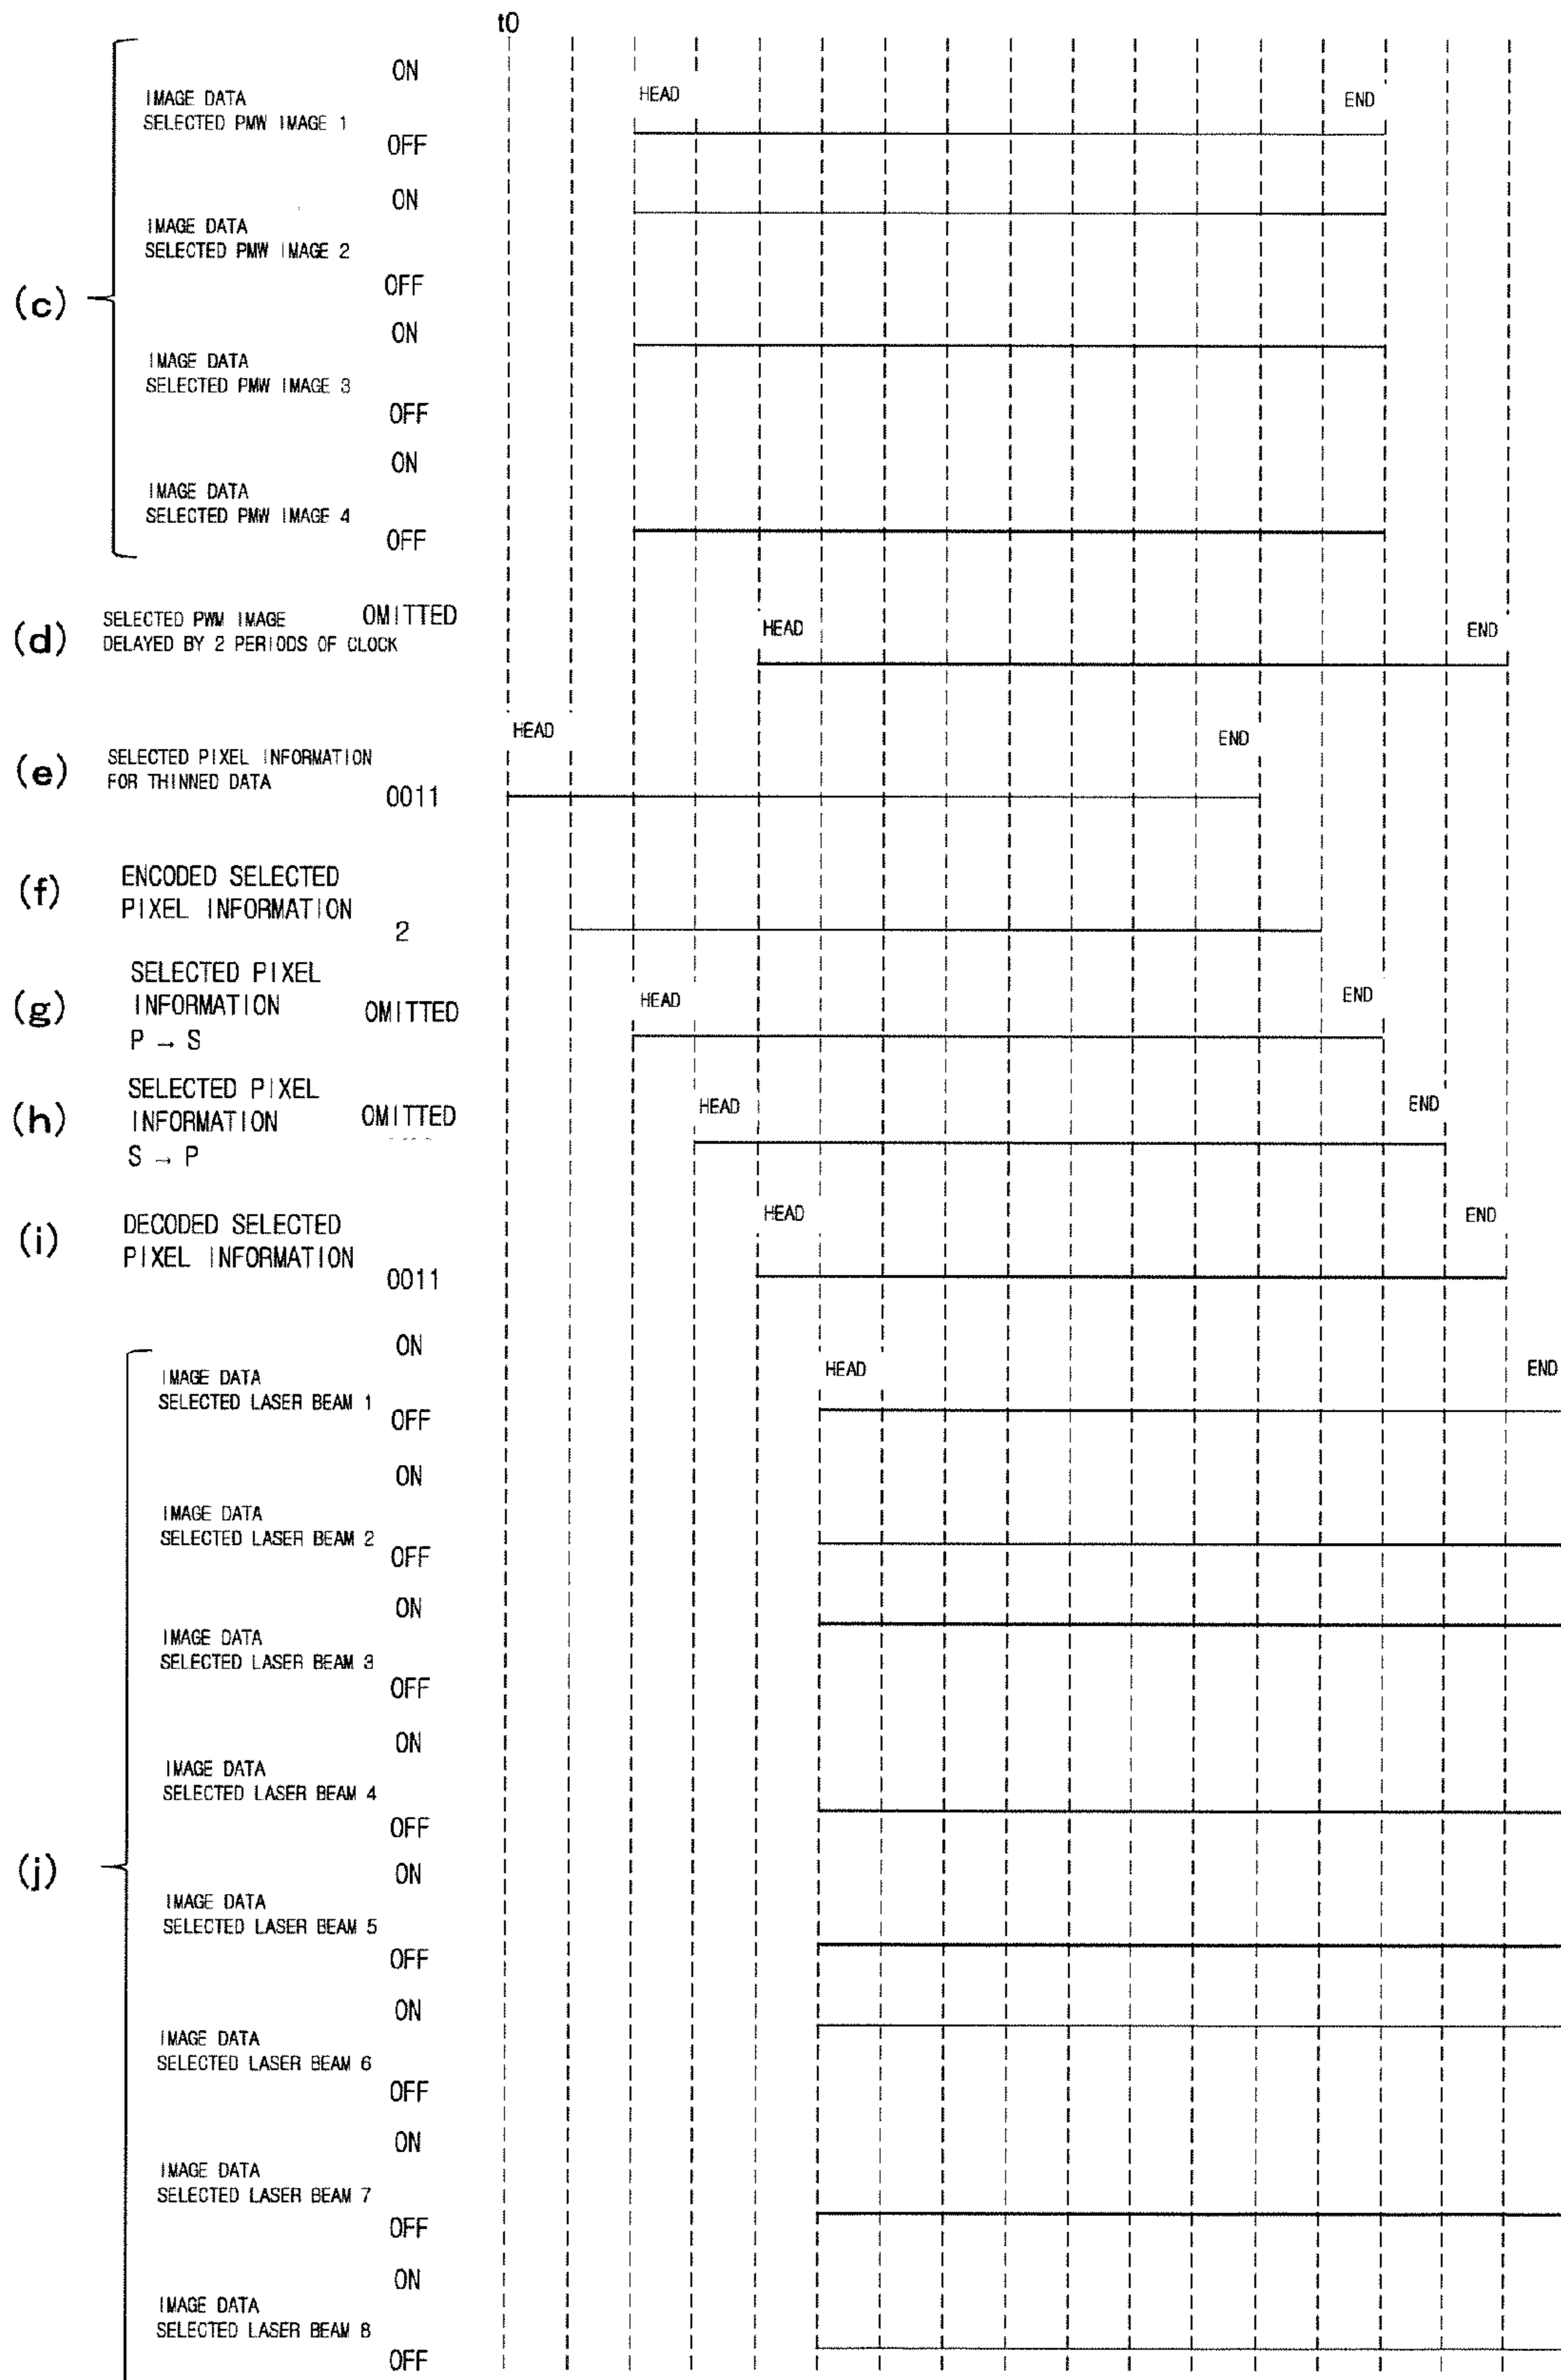 t0
(c)
ON
IMAGE DATA
SELECTED PMW IMAGE 1
OFF
HEAD
END
ON
IMAGE DATA
SELECTED PMW IMAGE 2
OFF
ON
IMAGE DATA
SELECTED PMW IMAGE 3
OFF
ON
IMAGE DATA
SELECTED PMW IMAGE 4
OFF
(d)
SELECTED PWM IMAGE
DELAYED BY 2 PERIODS OF CLOCK
OMITTED
HEAD
END
(e)
SELECTED PIXEL INFORMATION
FOR THINNED DATA
0011
HEAD
END
(f)
ENCODED SELECTED
PIXEL INFORMATION
2
(g)
SELECTED PIXEL
INFORMATION
P → S
OMITTED
HEAD
END
(h)
SELECTED PIXEL
INFORMATION
S → P
OMITTED
HEAD
END
(i)
DECODED SELECTED
PIXEL INFORMATION
0011
HEAD
END
(j)
ON
IMAGE DATA
SELECTED LASER BEAM 1
OFF
HEAD
END
ON
IMAGE DATA
SELECTED LASER BEAM 2
OFF
ON
IMAGE DATA
SELECTED LASER BEAM 3
OFF
ON
IMAGE DATA
SELECTED LASER BEAM 4
OFF
ON
IMAGE DATA
SELECTED LASER BEAM 5
OFF
ON
IMAGE DATA
SELECTED LASER BEAM 6
OFF
ON
IMAGE DATA
SELECTED LASER BEAM 7
OFF
ON
IMAGE DATA
SELECTED LASER BEAM 8
OFF